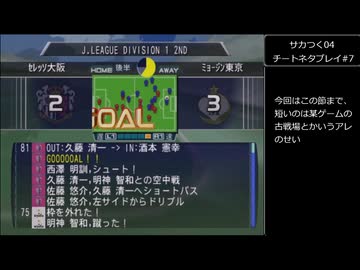 J.LEAGUE DIVISION 1 2ND
サカつく04
チートネタプレイ#7
セレッソ大阪
HOME
後半
AWAY
ミョージン東京
2
3
GOAL
今回はこの節まで、
短いのは某ゲームの
古戦場とかいうアレ
のせい
81 OUT:久藤 清一 -> IN:酒本 憲幸
GOOOOAL!!
西澤 明訓,シュート!
久藤 清一,明神 智和との空中戦
佐藤 悠介,久藤 清一へショートパス
佐藤 悠介,左サイドからドリブル
75 枠を外れた!
明神 智和,蹴った!